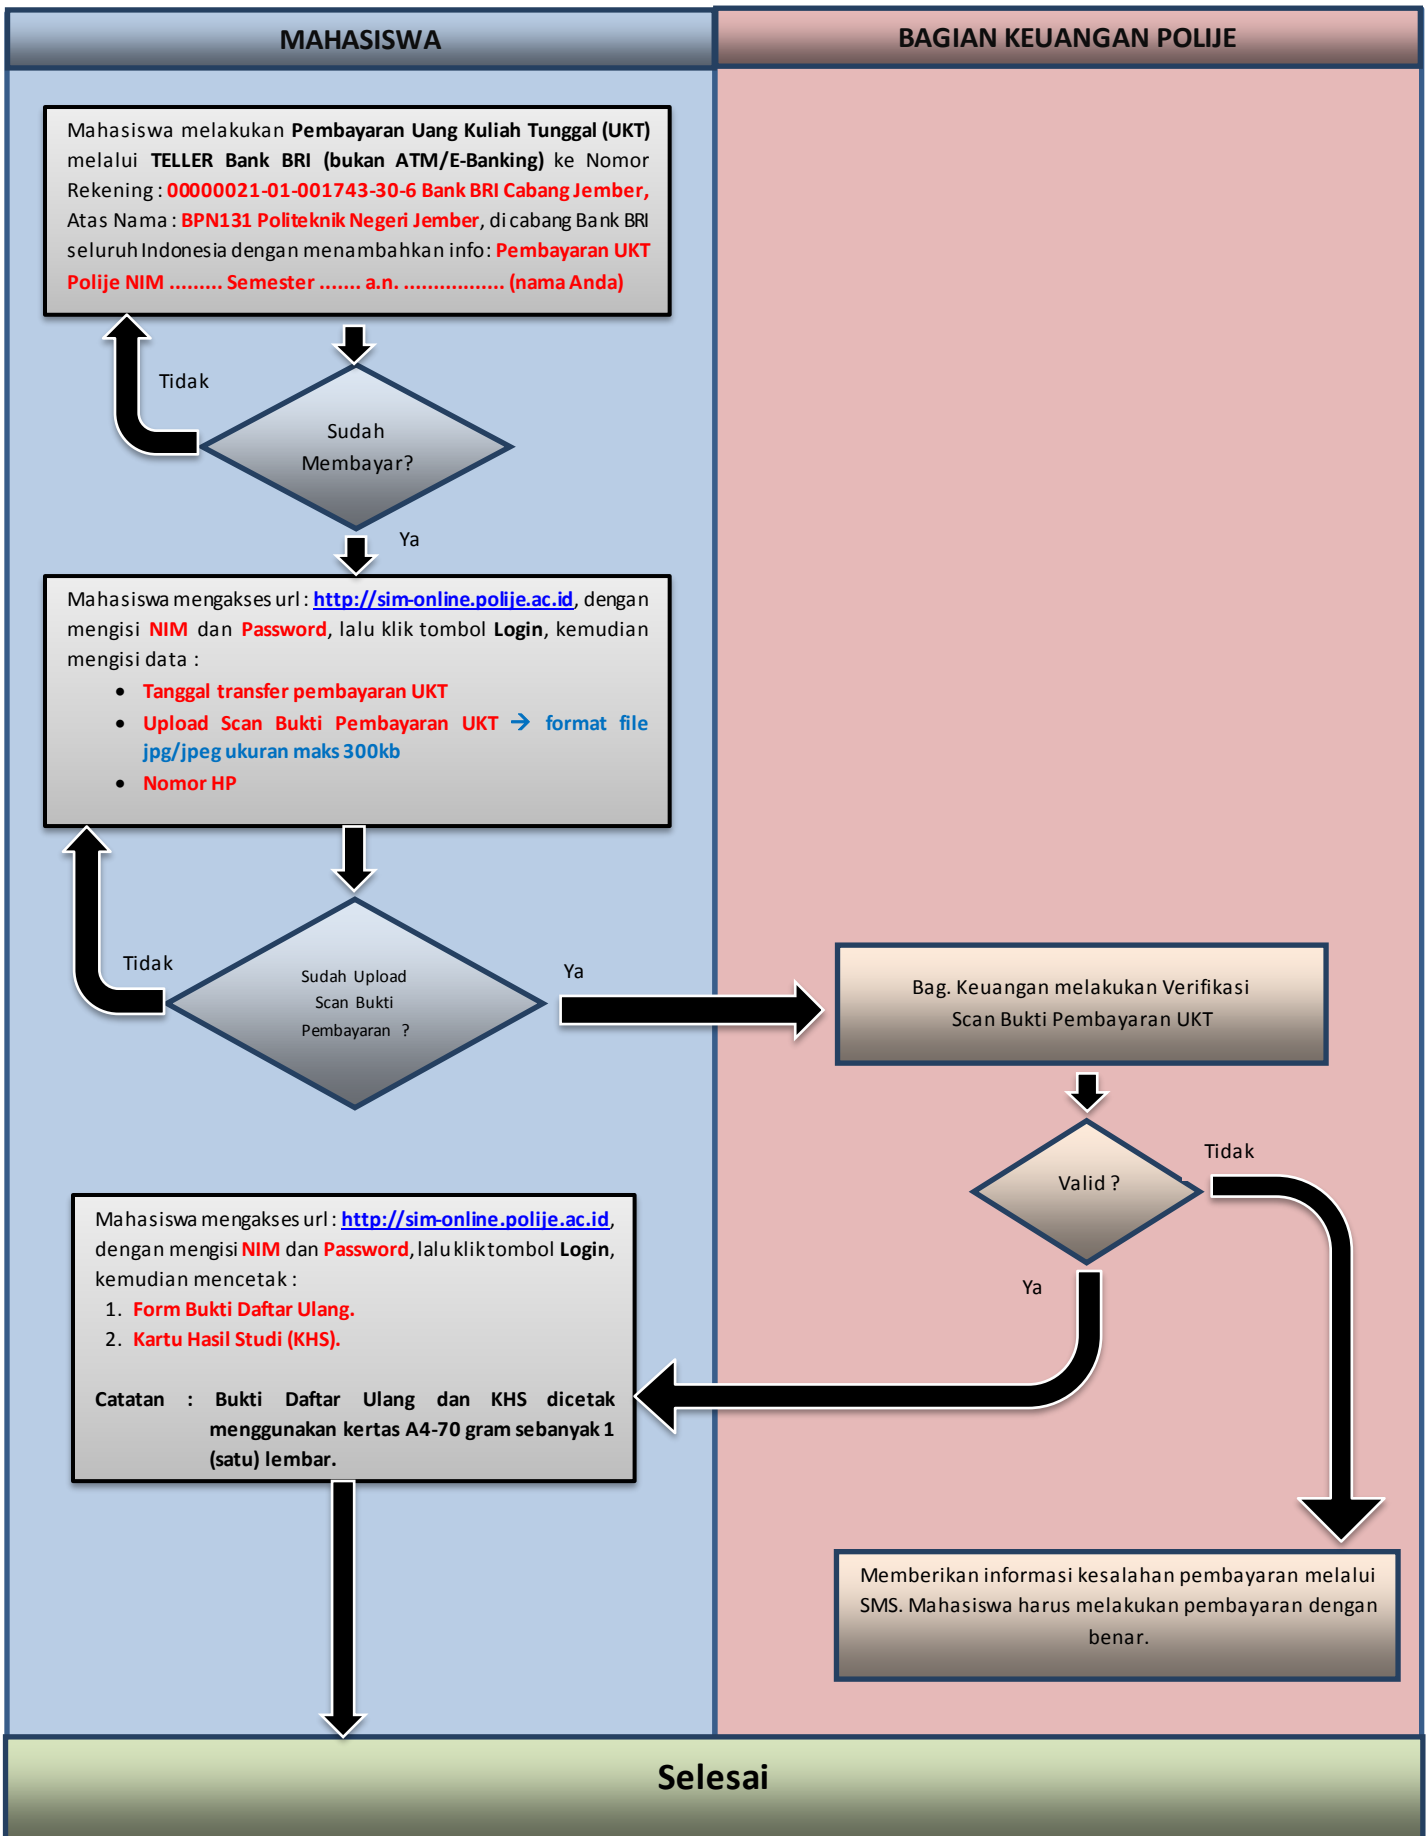 MAHASISWA
BAGIAN KEUANGAN POLIJE
Mahasiswa melakukan Pembayaran Uang Kuliah Tunggal (UKT)
melalui TELLER Bank BRI (bukan ATM/E-Banking) ke Nomor
Rekening : 00000021-01-001743-30-6 Bank BRI Cabang Jember,
Atas Nama : BPN131 Politeknik Negeri Jember, di cabang Bank BRI
seluruh Indonesia dengan menambahkan info: Pembayaran UKT
Polije NIM ......... Semester ....... a.n. ................. (nama Anda)
Tidak
Sudah
Membayar?
Ya
Mahasiswa mengakses url : http://sim-online.polije.ac.id, dengan
mengisi NIM dan Password, lalu klik tombol Login, kemudian
mengisi data :
• Tanggal transfer pembayaran UKT
• Upload Scan Bukti Pembayaran UKT → format file
jpg/jpeg ukuran maks 300kb
• Nomor HP
Tidak
Sudah Upload
Scan Bukti
Pembayaran ?
Ya
Bag. Keuangan melakukan Verifikasi
Scan Bukti Pembayaran UKT
Valid ?
Tidak
Ya
Mahasiswa mengakses url : http://sim-online.polije.ac.id,
dengan mengisi NIM dan Password, lalu klik tombol Login,
kemudian mencetak :
1. Form Bukti Daftar Ulang.
2. Kartu Hasil Studi (KHS).
Catatan : Bukti Daftar Ulang dan KHS dicetak
menggunakan kertas A4-70 gram sebanyak 1
(satu) lembar.
Memberikan informasi kesalahan pembayaran melalui
SMS. Mahasiswa harus melakukan pembayaran dengan
benar.
Selesai